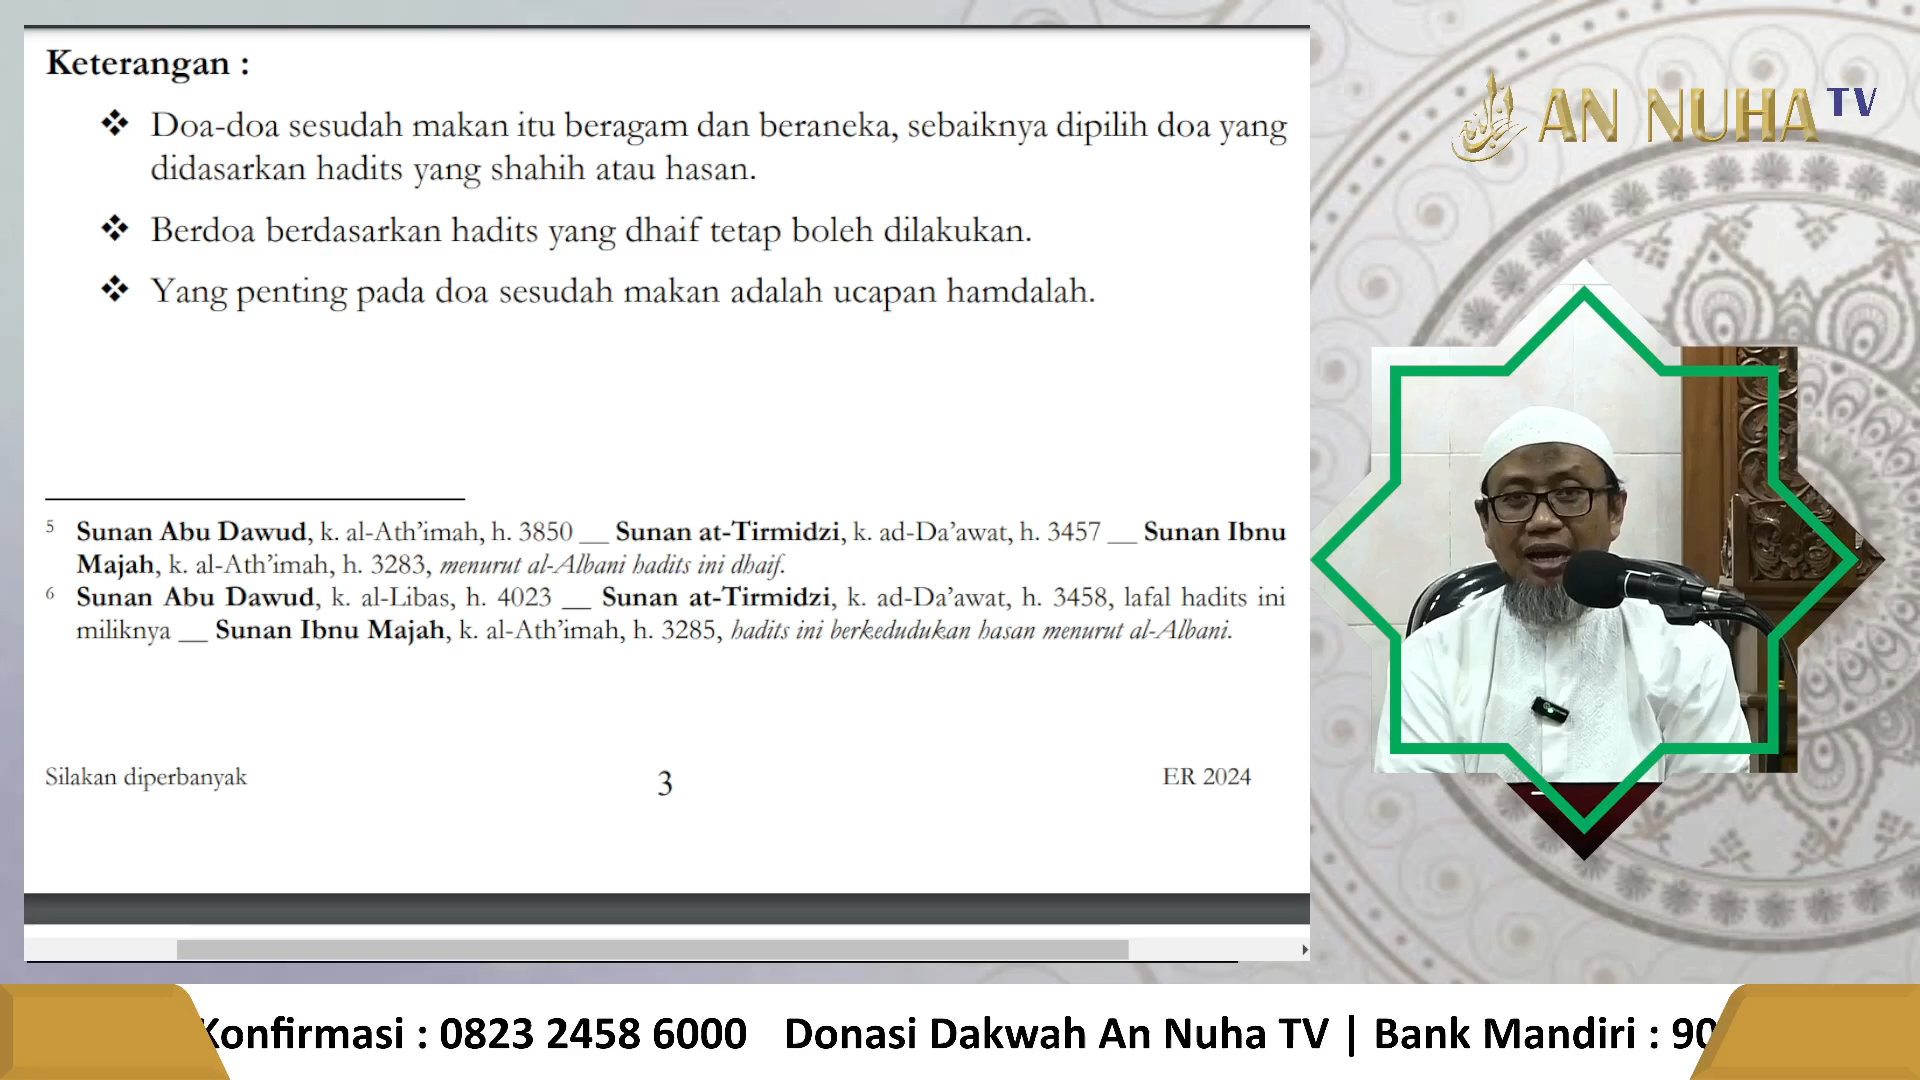 Keterangan :
❖ Doa-doa sesudah makan itu beragam dan beraneka, sebaiknya dipilih doa yang
didasarkan hadits yang shahih atau hasan.
❖ Berdoa berdasarkan hadits yang dhaif tetap boleh dilakukan.
❖ Yang penting pada doa sesudah makan adalah ucapan hamdalah.
5 Sunan Abu Dawud, k. al-Ath’imah, h. 3850 __ Sunan at-Tirmidzi, k. ad-Da’awat, h. 3457 __ Sunan Ibnu
Majah, k. al-Ath’imah, h. 3283, menurut al-Albani hadits ini dhaif.
6 Sunan Abu Dawud, k. al-Libas, h. 4023 __ Sunan at-Tirmidzi, k. ad-Da’awat, h. 3458, lafal hadits ini
miliknya __ Sunan Ibnu Majah, k. al-Ath’imah, h. 3285, hadits ini berkedudukan hasan menurut al-Albani.
Silakan diperbanyak 3 ER 2024
AN NUHA TV
Konfirmasi : 0823 2458 6000 Donasi Dakwah An Nuha TV | Bank Mandiri : 90